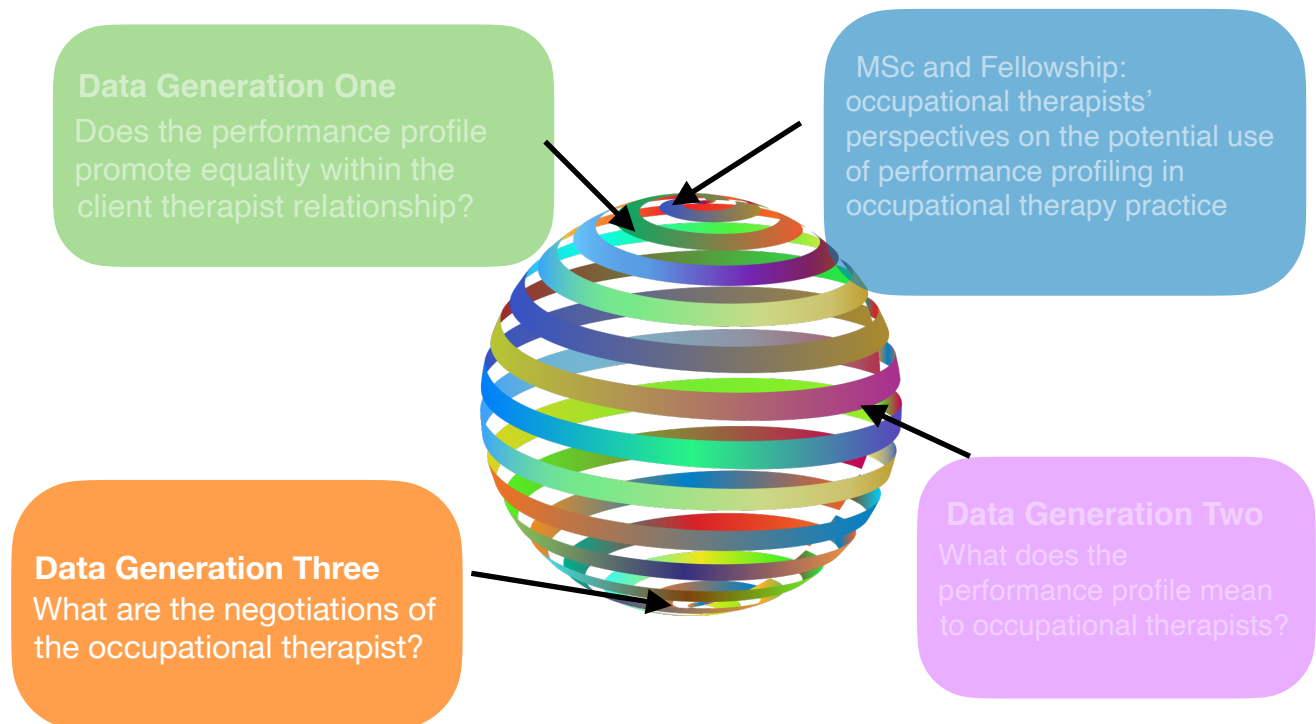 Data Generation One
Does the performance profile
promote equality within the
client therapist relationship?
MSc and Fellowship:
occupational therapists’
perspectives on the potential use
of performance profiling in
occupational therapy practice
Data Generation Three
What are the negotiations of
the occupational therapist?
Data Generation Two
What does the
performance profile mean
to occupational therapists?